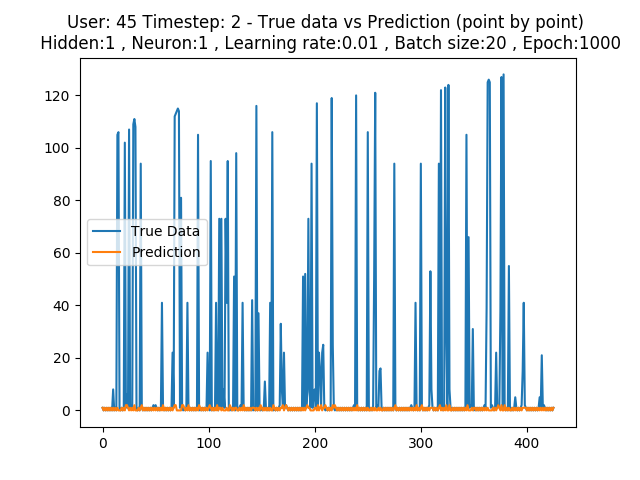 User: 45 Timestep: 2 - True data vs Prediction (point by point)
Hidden:1 , Neuron:1 , Learning rate:0.01 , Batch size:20 , Epoch:1000
120
100
80
60
40
20
0
True Data
Prediction
0 100 200 300 400